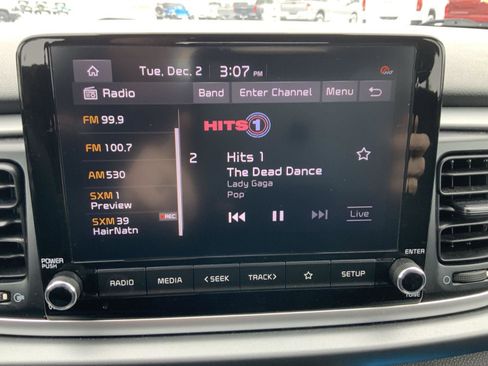 Tue, Dec. 2
3:07 PM
Radio
Band
Enter Channel
Menu
FM 99.9
FM 100.7
AM 530
SXM 1
Preview
SXM 39
HairNatn
REC
HITS 1
2
Hits 1
The Dead Dance
Lady Gaga
Pop
Live
POWER
PUSH
RADIO
MEDIA
< SEEK
TRACK >
SETUP
ENTER
TUNE